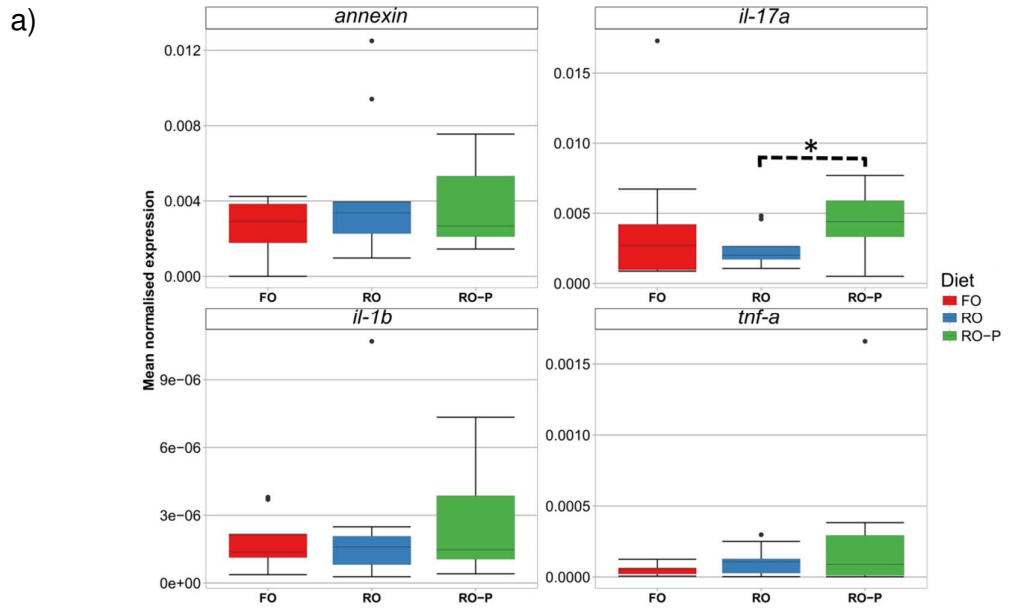 a)
annexin
il-17a
Mean normalised expression
0.012
0.008
0.004
0.000
FO RO RO-P
0.015
0.010
0.005
0.000
*
FO RO RO-P
il-1b
tnf-a
9e-06
6e-06
3e-06
0e+00
FO RO RO-P
0.0015
0.0010
0.0005
0.0000
FO RO RO-P
Diet
FO
RO
RO-P